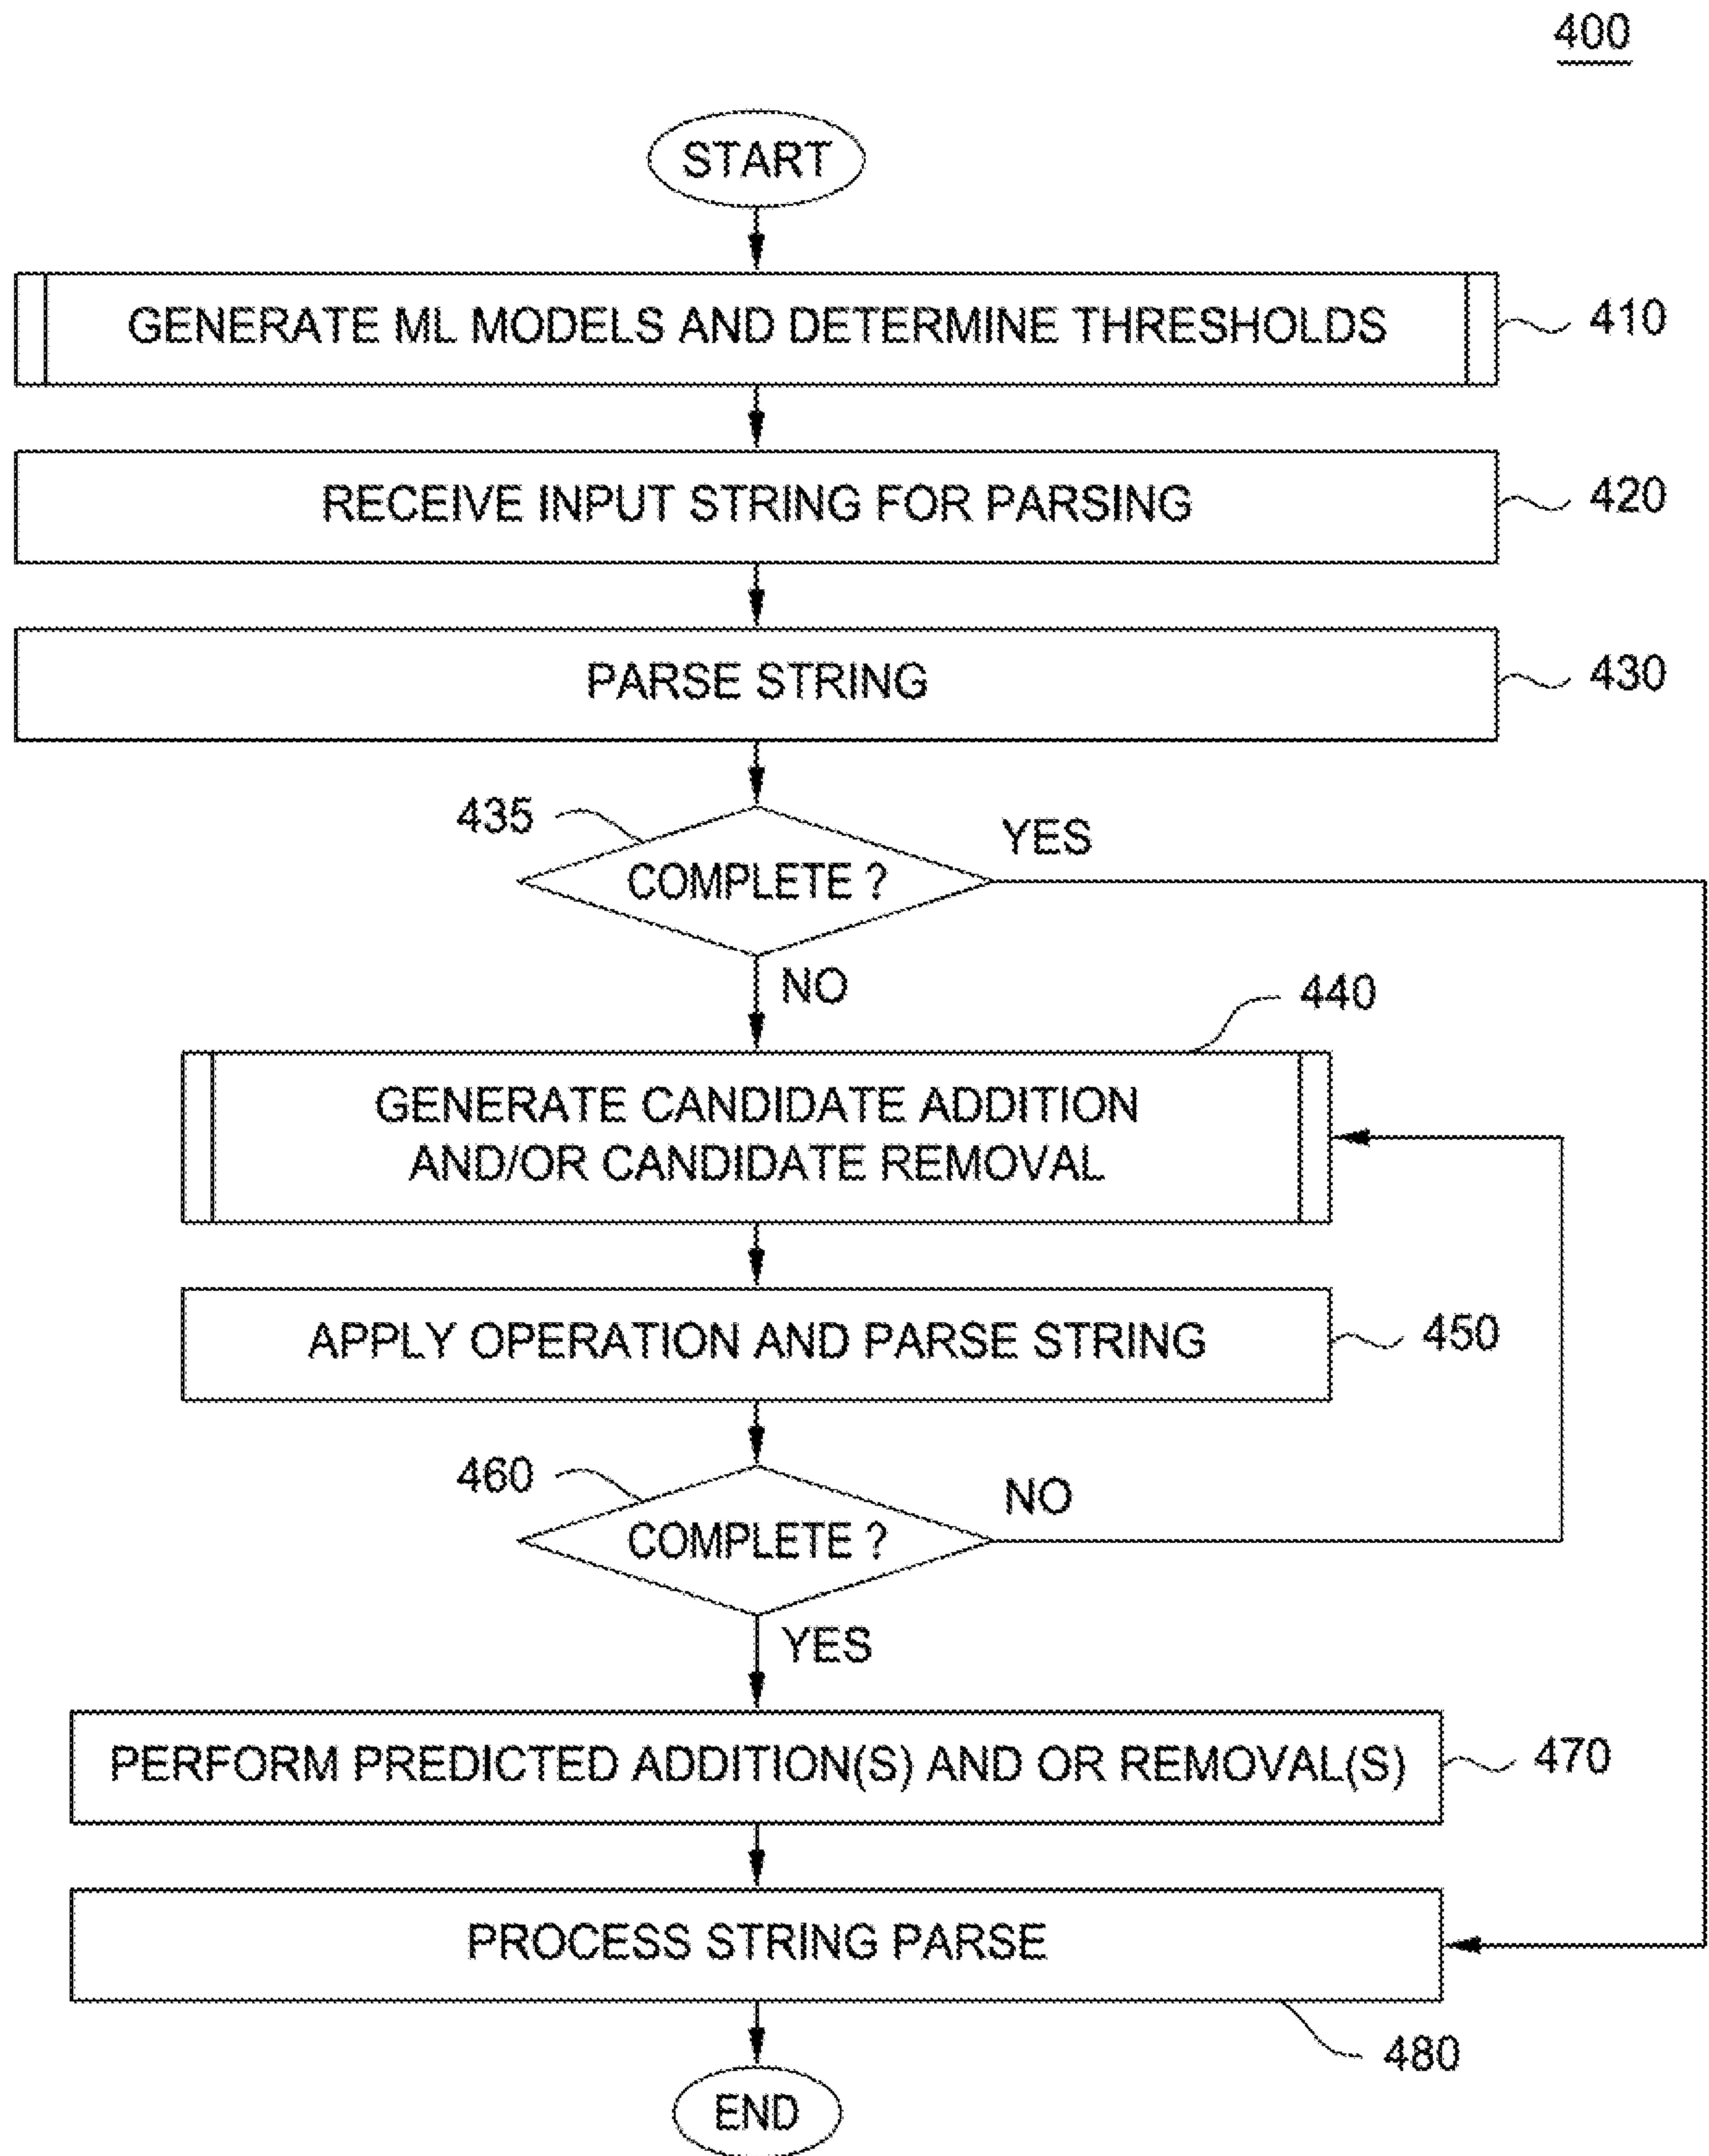 400
START
GENERATE ML MODELS AND DETERMINE THRESHOLDS
410
RECEIVE INPUT STRING FOR PARSING
420
PARSE STRING
430
435
COMPLETE ?
YES
NO
440
GENERATE CANDIDATE ADDITION
AND/OR CANDIDATE REMOVAL
APPLY OPERATION AND PARSE STRING
450
460
COMPLETE ?
NO
YES
PERFORM PREDICTED ADDITION(S) AND OR REMOVAL(S)
470
PROCESS STRING PARSE
480
END